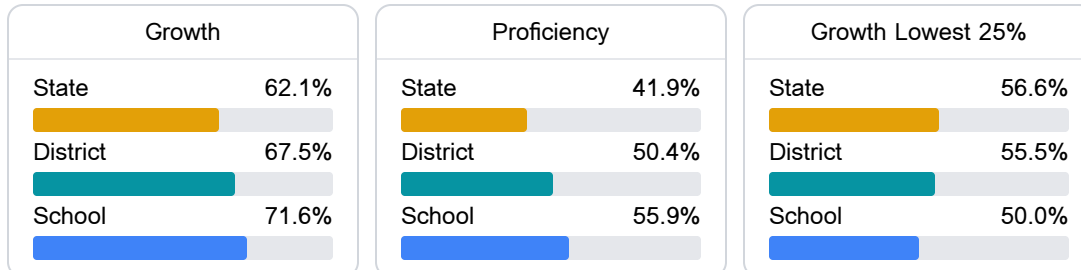 Growth
State 62.1%
District 67.5%
School 71.6%
Proficiency
State 41.9%
District 50.4%
School 55.9%
Growth Lowest 25%
State 56.6%
District 55.5%
School 50.0%